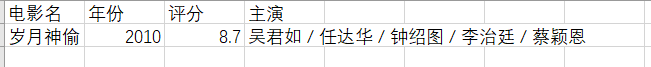 电影名 年份 评分 主演
岁月神偷 2010 8.7 吴君如 / 任达华 / 钟绍图 / 李治廷 / 蔡颖恩